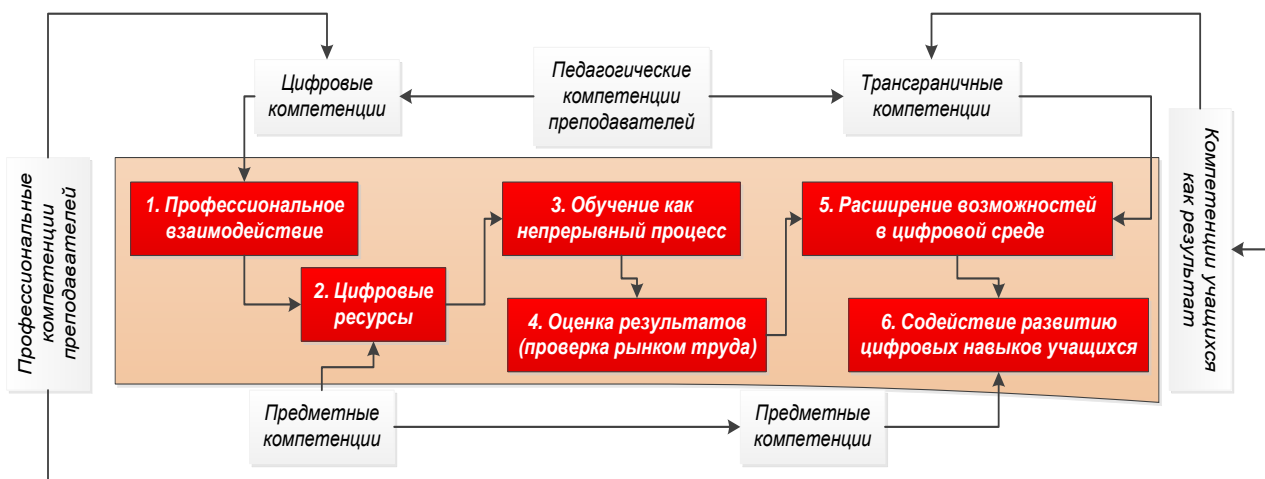 Цифровые
компетенции
Педагогические
компетенции
преподавателей
Трансграничные
компетенции
Профессиональные
компетенции
преподавателей
1. Профессиональное
взаимодействие
2. Цифровые
ресурсы
3. Обучение как
непрерывный процесс
4. Оценка результатов
(проверка рынком труда)
5. Расширение возможностей
в цифровой среде
6. Содействие развитию
цифровых навыков учащихся
Компетенции учащихся
как результат
Предметные
компетенции
Предметные
компетенции